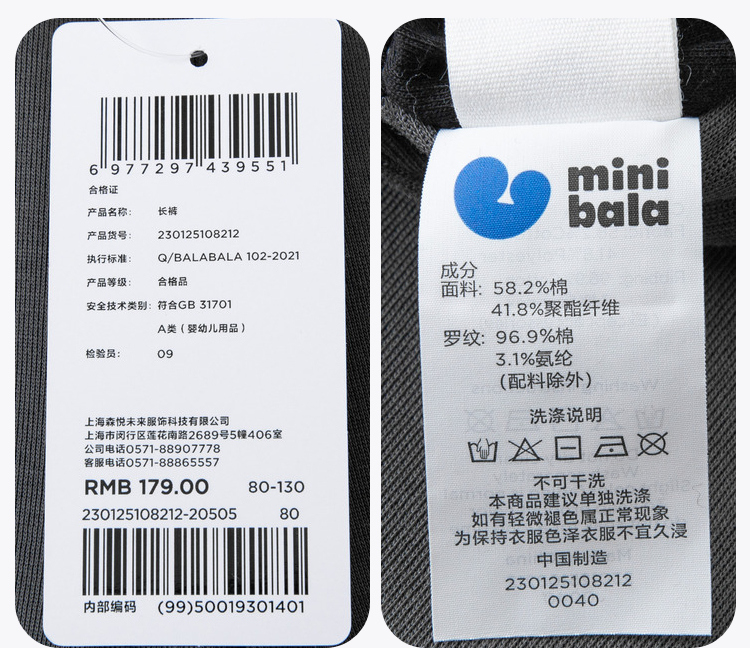 6 977297 439551
合格证
产品名称: 长裤
产品货号: 230125108212
执行标准: Q/BALABALA 102-2021
产品等级: 合格品
安全技术类别: 符合GB 31701
A类 ( 婴幼儿用品 )
检验员: 09
上海森悦未来服饰科技有限公司
上海市闵行区莲花南路2689号5幢406室
公司电话0571-88907778
客服电话0571-88865557
RMB 179.00 80-130
230125108212-20505 80
内部编码 (99)50019301401
mini
bala
成分
面料: 58.2%棉
41.8%聚酯纤维
罗纹: 96.9%棉
3.1%氨纶
(配料除外)
洗涤说明
不可干洗
本商品建议单独洗涤
如有轻微褪色属正常现象
为保持衣服色泽衣服不宜久浸
中国制造
230125108212
0040